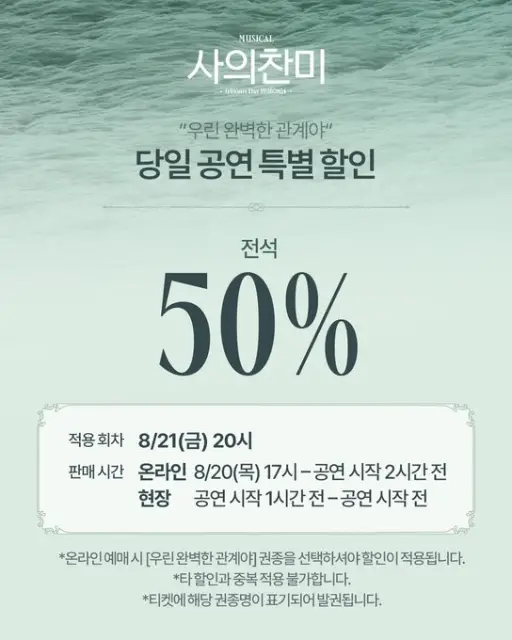 MUSICAL
사의찬미
"우린 완벽한 관계야"
당일 공연 특별 할인
전석
50%
적용 회차 8/21(금) 20시
판매 시간 온라인 8/20(목) 17시 – 공연 시작 2시간 전
현장 공연 시작 1시간 전 – 공연 시작 전
*온라인 예매 시 [우린 완벽한 관계야] 권종을 선택하셔야 할인이 적용됩니다.
*타 할인과 중복 적용 불가합니다.
*티켓에 해당 권종명이 표기되어 발권됩니다.